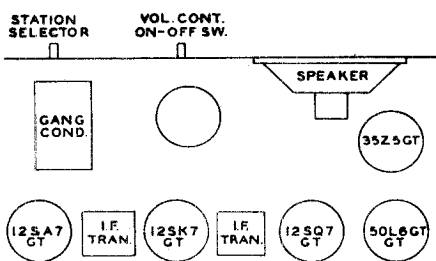 STATION
SELECTOR
VOL. CONT.
ON-OFF SW.
SPEAKER
GANG
COND.
35Z5GT
12SA7
GT
I.F.
TRAN.
12SK7
GT
I.F.
TRAN.
12SQ7
GT
50L6GT
GT